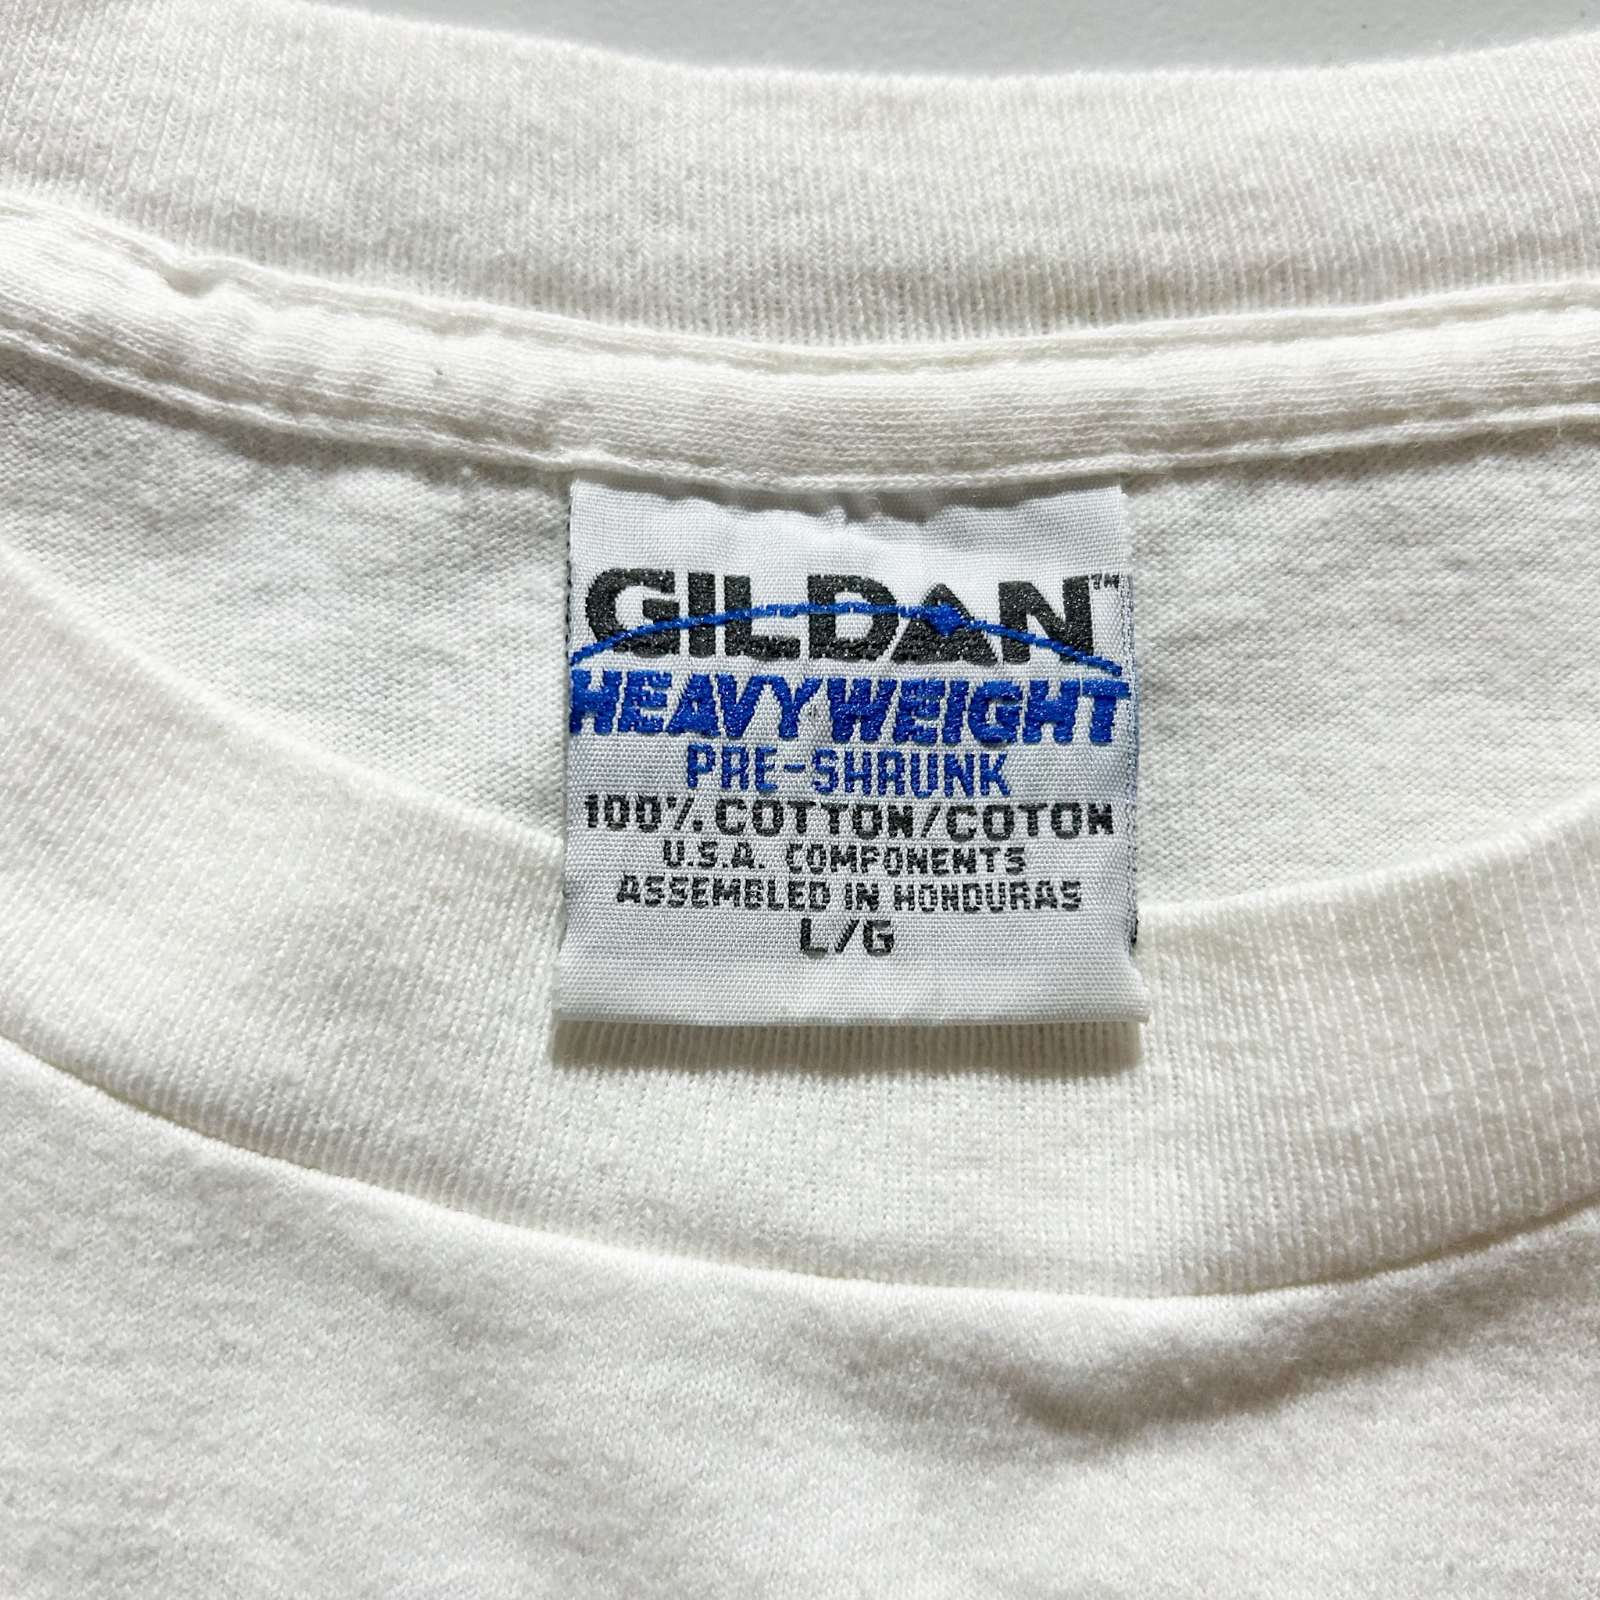 GILDAN™
HEAVYWEIGHT
PRE-SHRUNK
100% COTTON/COTON
U.S.A. COMPONENTS
ASSEMBLED IN HONDURAS
L/G